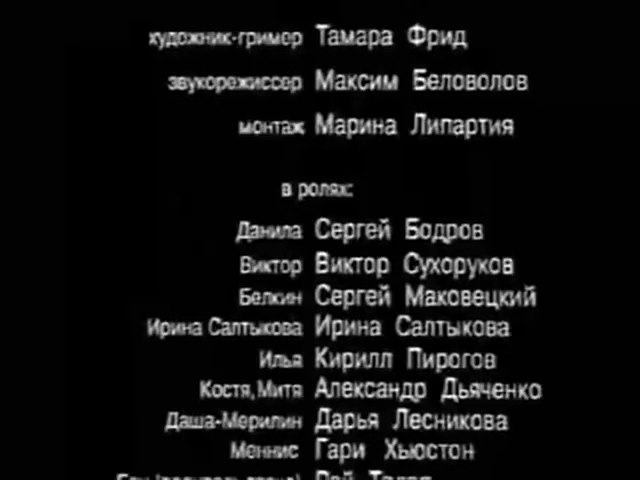 художник-гример Тамара Фрид
звукорежиссер Максим Беловолов
монтаж Марина Липартия
в ролях:
Данила Сергей Бодров
Виктор Виктор Сухоруков
Белкин Сергей Маковецкий
Ирина Салтыкова Ирина Салтыкова
Илья Кирилл Пирогов
Костя, Митя Александр Дьяченко
Даша-Мерилин Дарья Лесникова
Меннис Гари Хьюстон